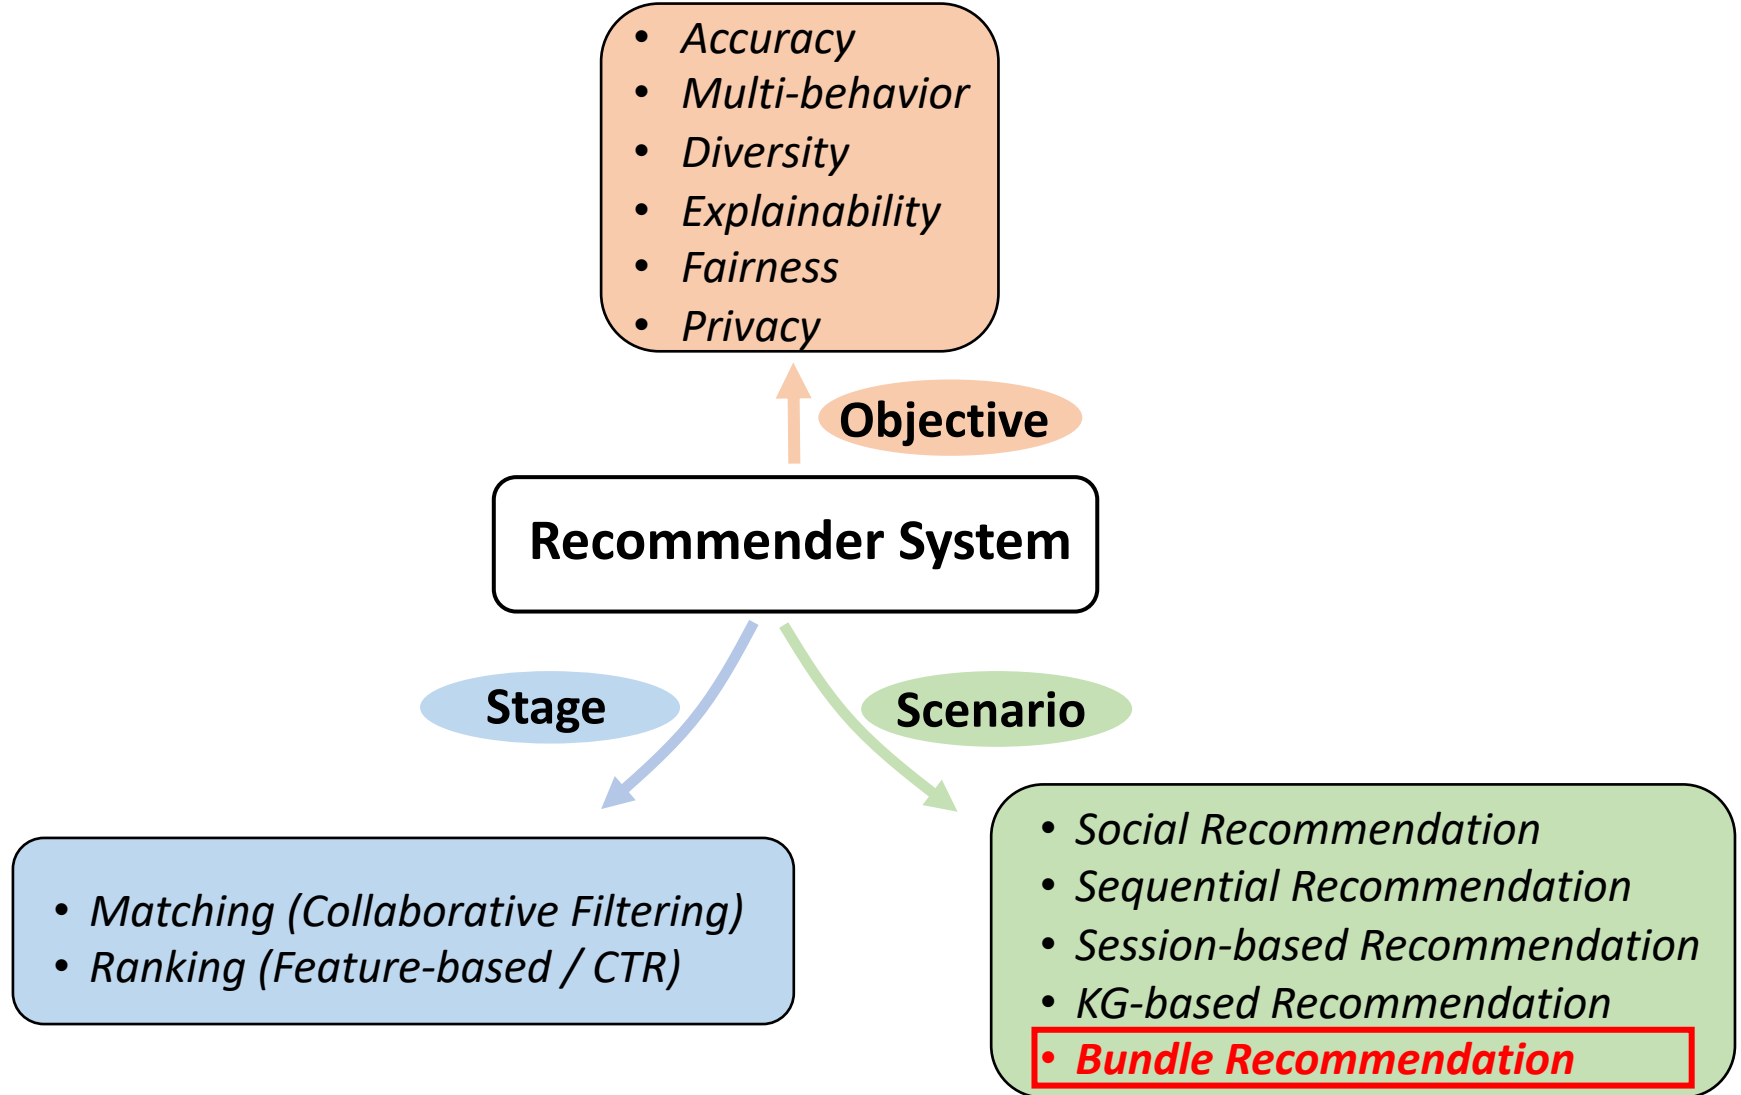 • Accuracy
• Multi-behavior
• Diversity
• Explainability
• Fairness
• Privacy
Objective
Recommender System
Stage
Scenario
• Matching (Collaborative Filtering)
• Ranking (Feature-based / CTR)
• Social Recommendation
• Sequential Recommendation
• Session-based Recommendation
• KG-based Recommendation
• Bundle Recommendation